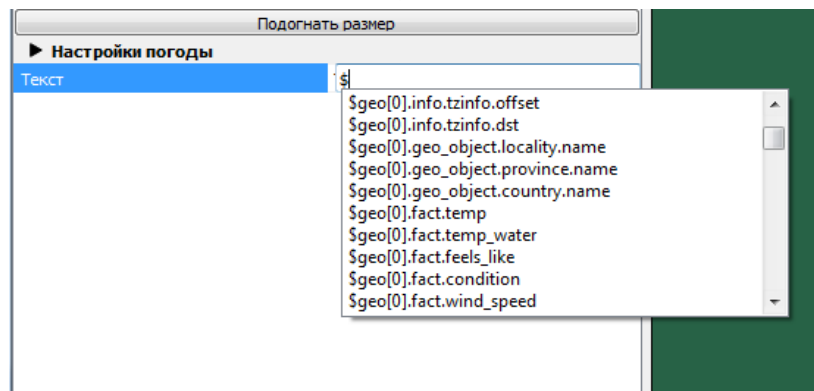 Подогнать размер
▶ Настройки погоды
Текст $
$geo[0].info.tzinfo.offset
$geo[0].info.tzinfo.dst
$geo[0].geo_object.locality.name
$geo[0].geo_object.province.name
$geo[0].geo_object.country.name
$geo[0].fact.temp
$geo[0].fact.temp_water
$geo[0].fact.feels_like
$geo[0].fact.condition
$geo[0].fact.wind_speed